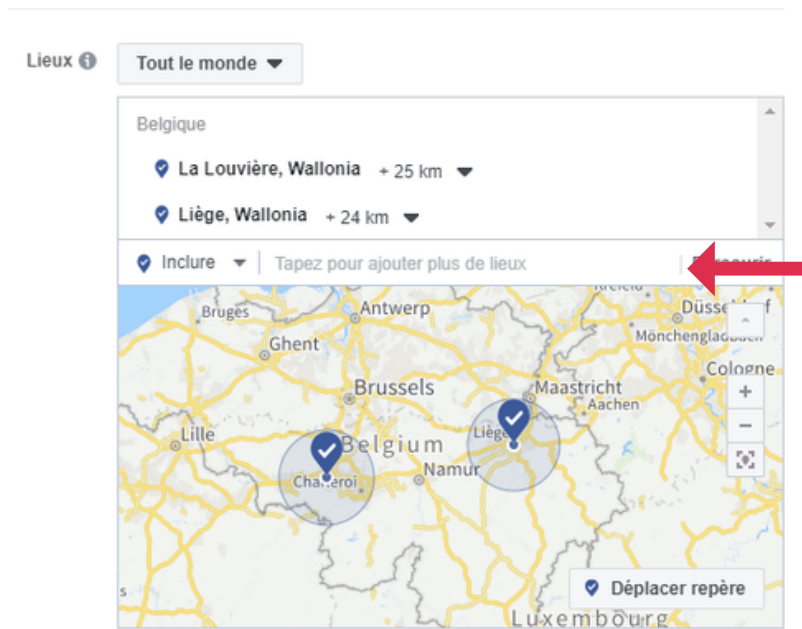 Lieux
Tout le monde
Belgique
La Louvière, Wallonia + 25 km
Liège, Wallonia + 24 km
Inclure Tapez pour ajouter plus de lieux
Bruges
Antwerp
Ghent
Mönchengladbach
Cologne
Brussels
Maastricht
Aachen
Lille
Liège
Belgium
Namur
Charleroi
s
Déplacer repère
Luxembourg